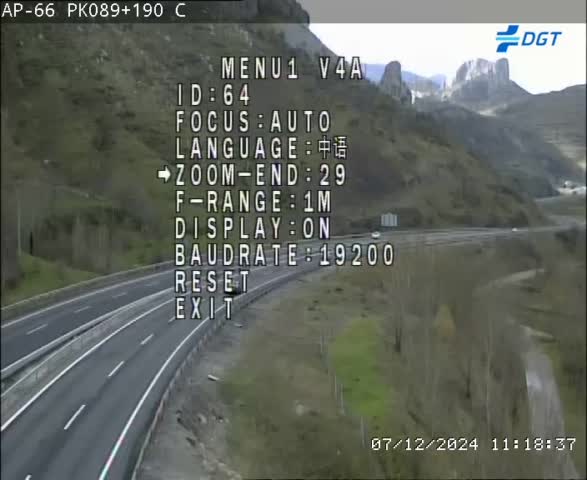 AP-66 PK089+190 C
DGT
MENU1 V4A
ID:64
FOCUS:AUTO
LANGUAGE:中语
ZOOM-END:29
F-RANGE:1M
DISPLAY:ON
BAUDRATE:19200
RESET
EXIT
07/12/2024 11:18:37